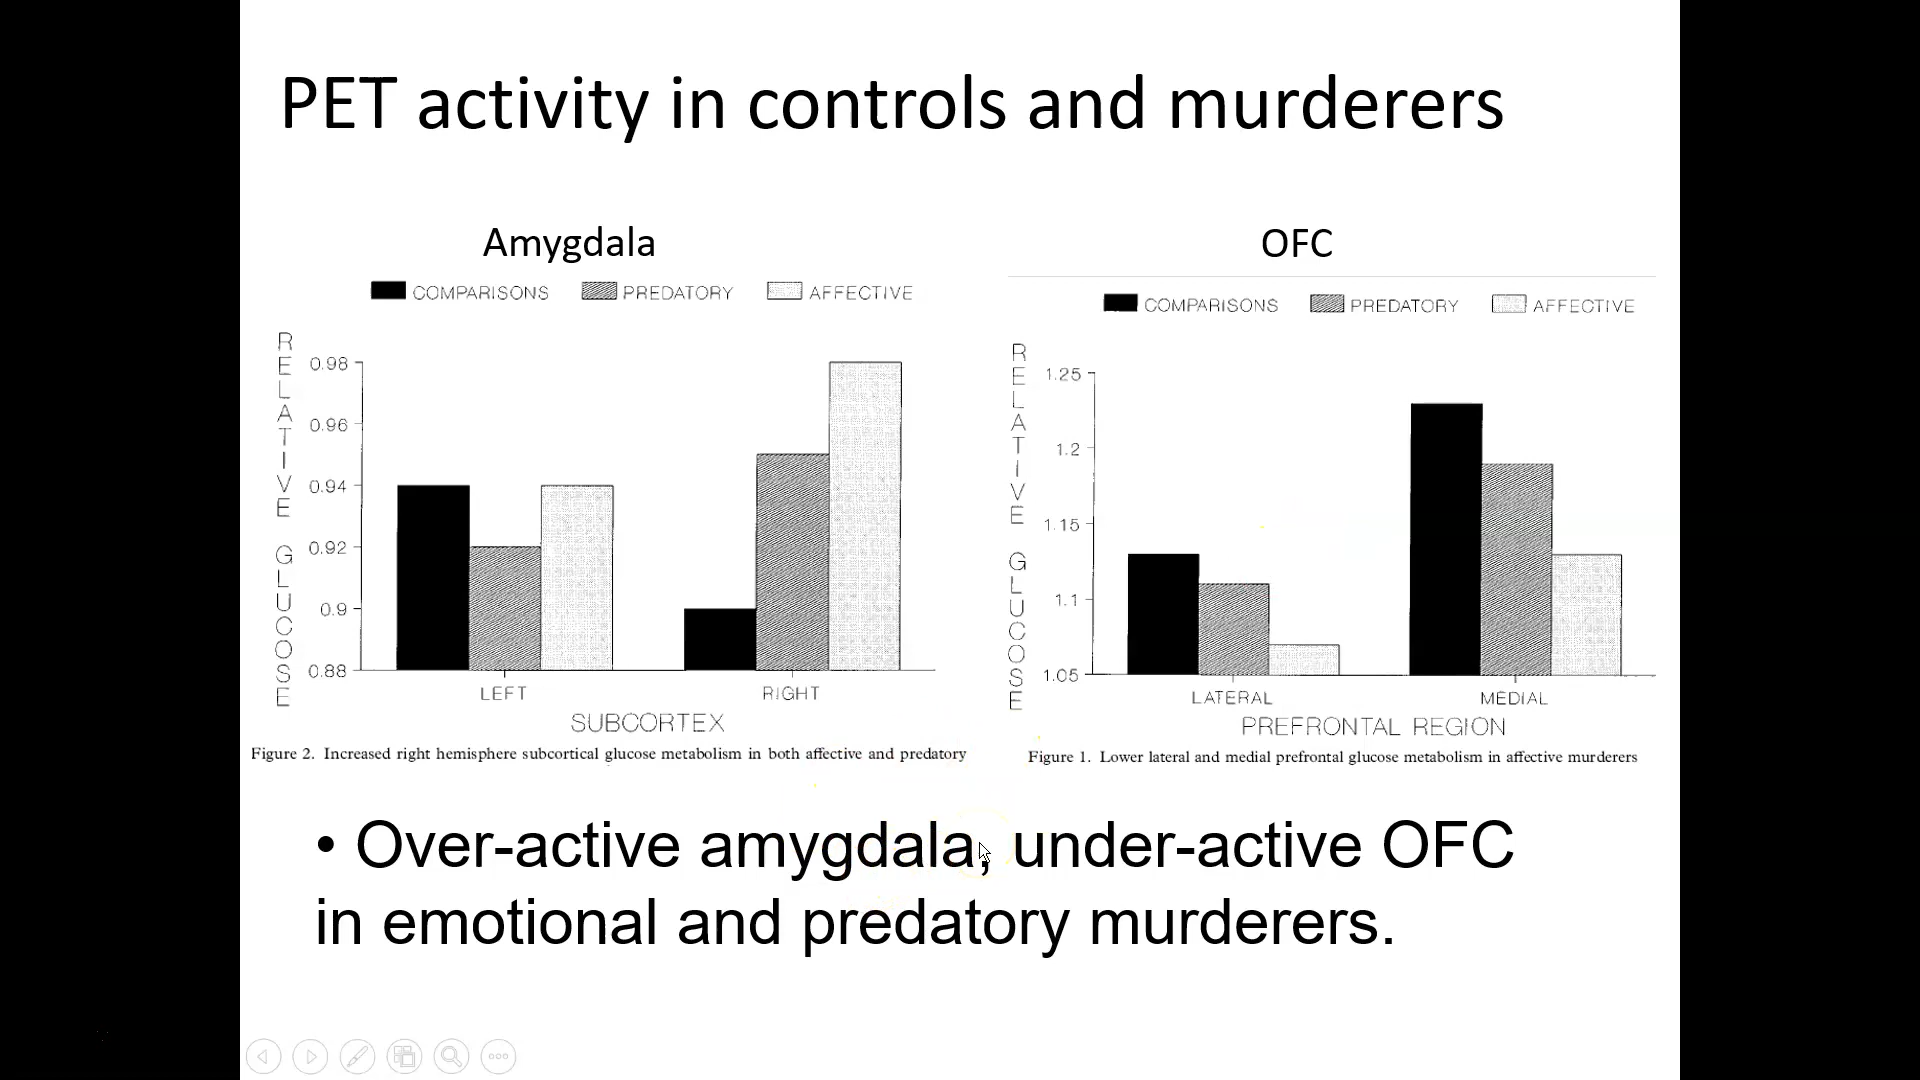 PET activity in controls and murderers
Amygdala
COMPARISONS PREDATORY AFFECTIVE
RELATIVE GLUCOSE
0.98
0.96
0.94
0.92
0.9
0.88
LEFT RIGHT
SUBCORTEX
Figure 2. Increased right hemisphere subcortical glucose metabolism in both affective and predatory
OFC
COMPARISONS PREDATORY AFFECTIVE
RELATIVE GLUCOSE
1.25
1.2
1.15
1.1
1.05
LATERAL MEDIAL
PREFRONTAL REGION
Figure 1. Lower lateral and medial prefrontal glucose metabolism in affective murderers
• Over-active amygdala, under-active OFC
in emotional and predatory murderers.